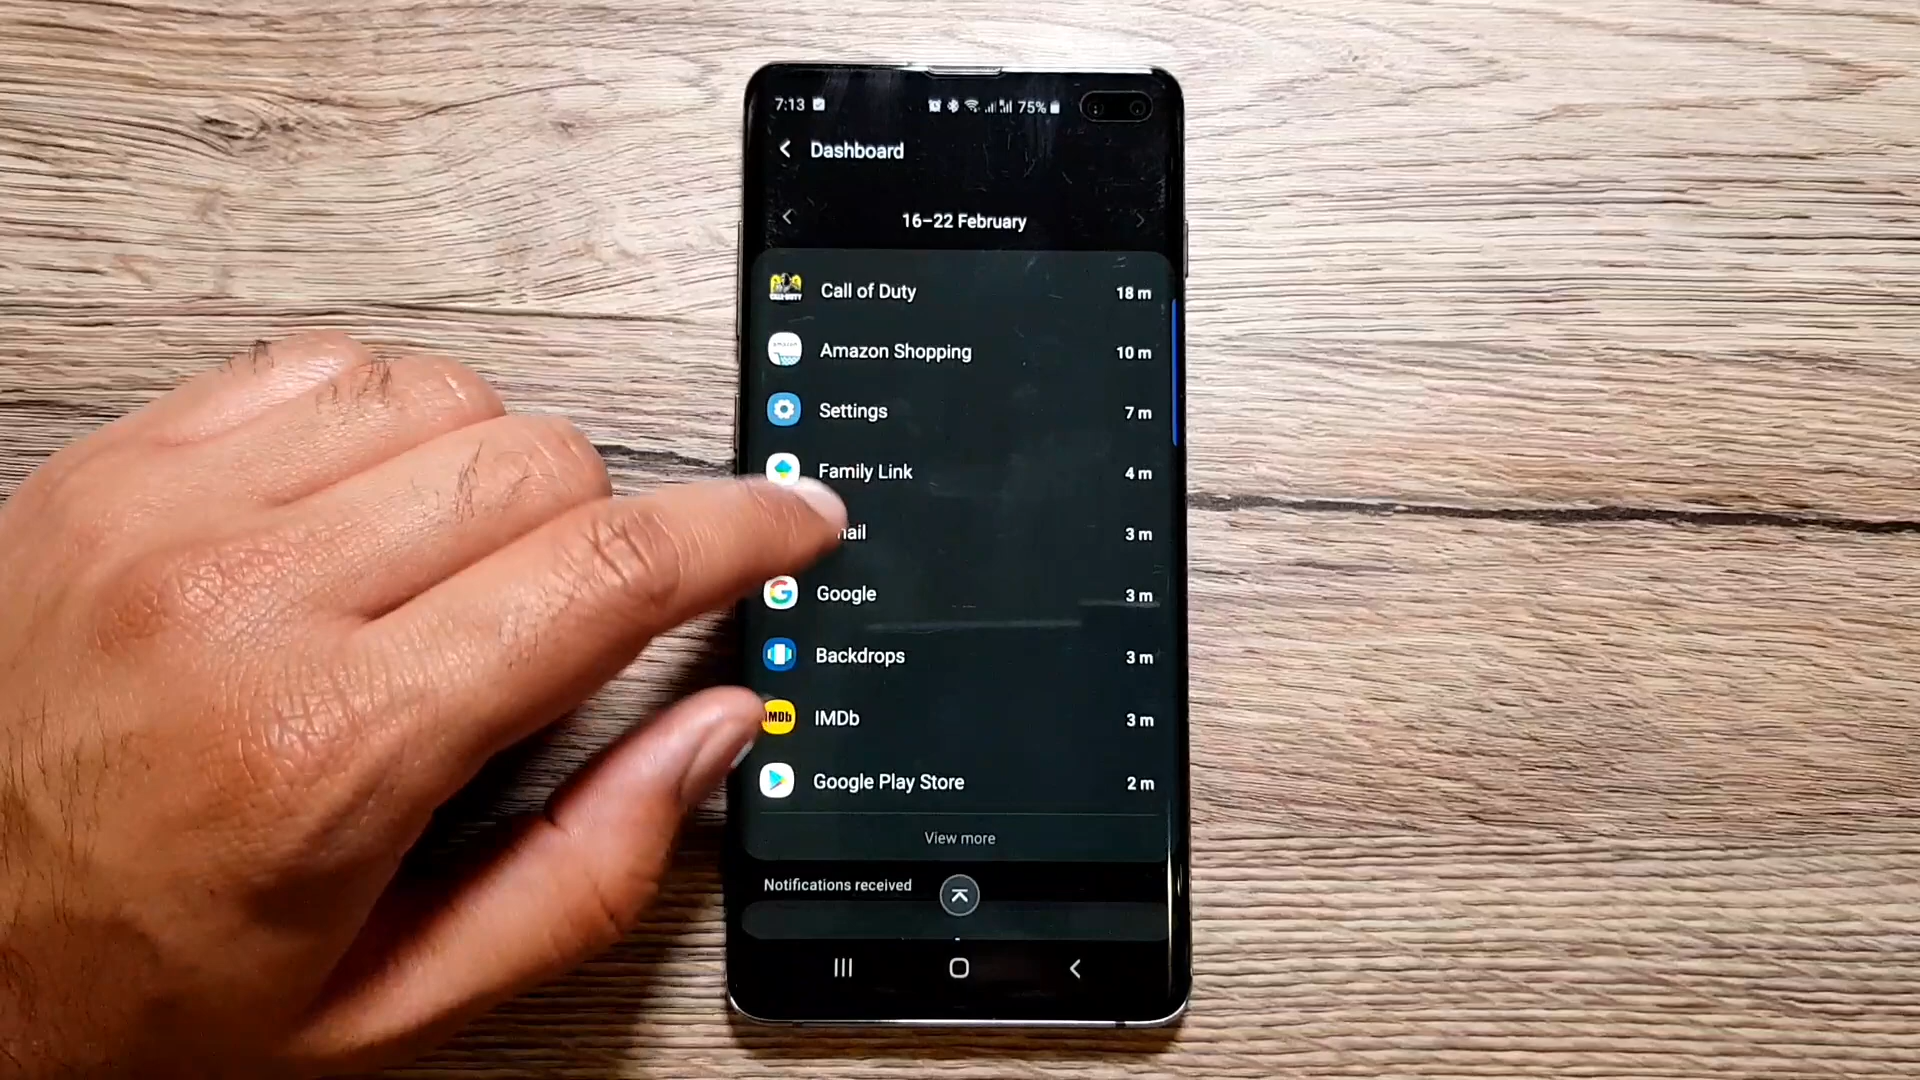 7:13 75%
Dashboard
16–22 February
Call of Duty 18 m
Amazon Shopping 10 m
Settings 7 m
Family Link 4 m
3 m
Google 3 m
Backdrops 3 m
IMDb IMDb 3 m
Google Play Store 2 m
View more
Notifications received